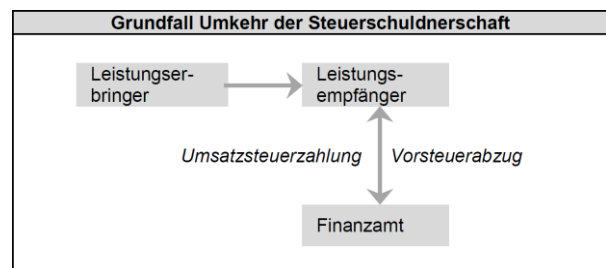 Grundfall Umkehr der Steuerschuldnerschaft
Leistungser-
bringer
Leistungs-
empfänger
Umsatzsteuerzahlung
Vorsteuerabzug
Finanzamt